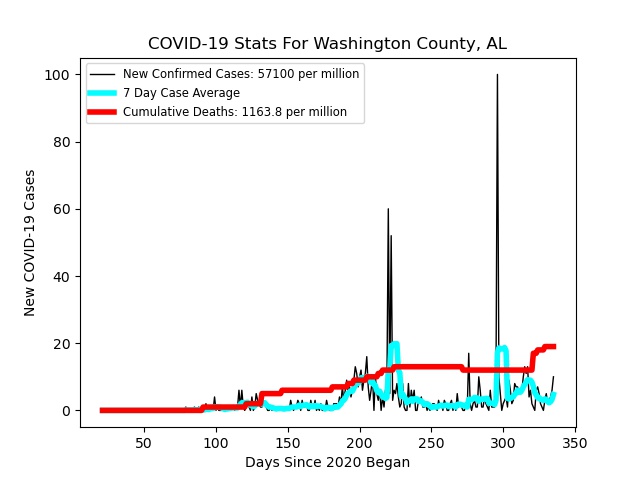 COVID-19 Stats For Washington County, AL
New Confirmed Cases: 57100 per million
7 Day Case Average
Cumulative Deaths: 1163.8 per million
New COVID-19 Cases
100
80
60
40
20
0
50
100
150
200
250
300
350
Days Since 2020 Began